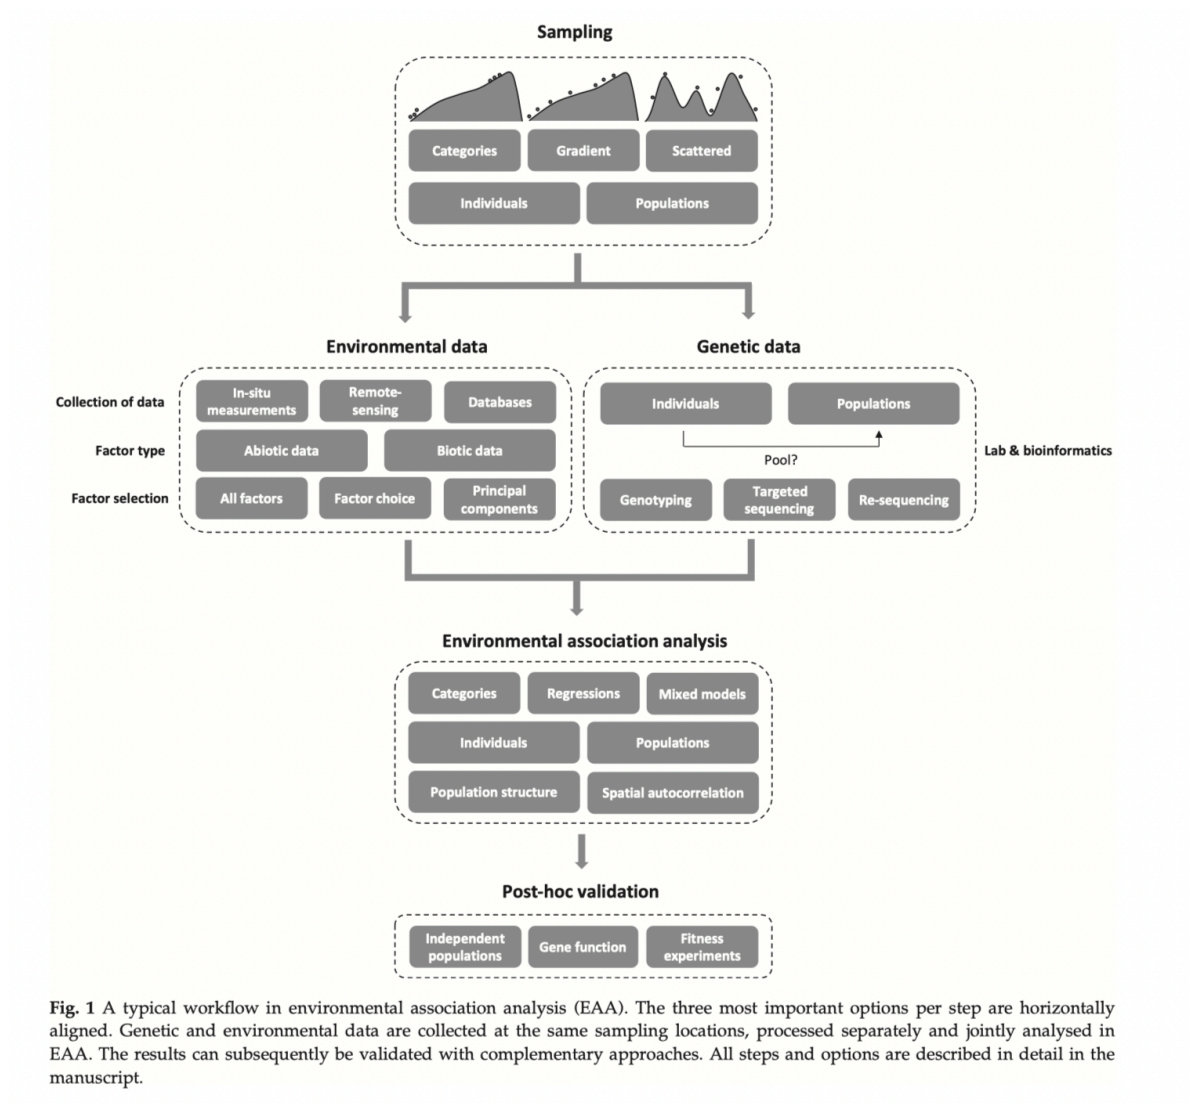 Sampling
Categories
Gradient
Scattered
Individuals
Populations
Environmental data
Genetic data
Collection of data
In-situ
measurements
Remote-
sensing
Databases
Factor type
Abiotic data
Biotic data
Factor selection
All factors
Factor choice
Principal
components
Individuals
Populations
Pool?
Lab & bioinformatics
Genotyping
Targeted
sequencing
Re-sequencing
Environmental association analysis
Categories
Regressions
Mixed models
Individuals
Populations
Population structure
Spatial autocorrelation
Post-hoc validation
Independent
populations
Gene function
Fitness
experiments
Fig. 1 A typical workflow in environmental association analysis (EAA). The three most important options per step are horizontally
aligned. Genetic and environmental data are collected at the same sampling locations, processed separately and jointly analysed in
EAA. The results can subsequently be validated with complementary approaches. All steps and options are described in detail in the
manuscript.